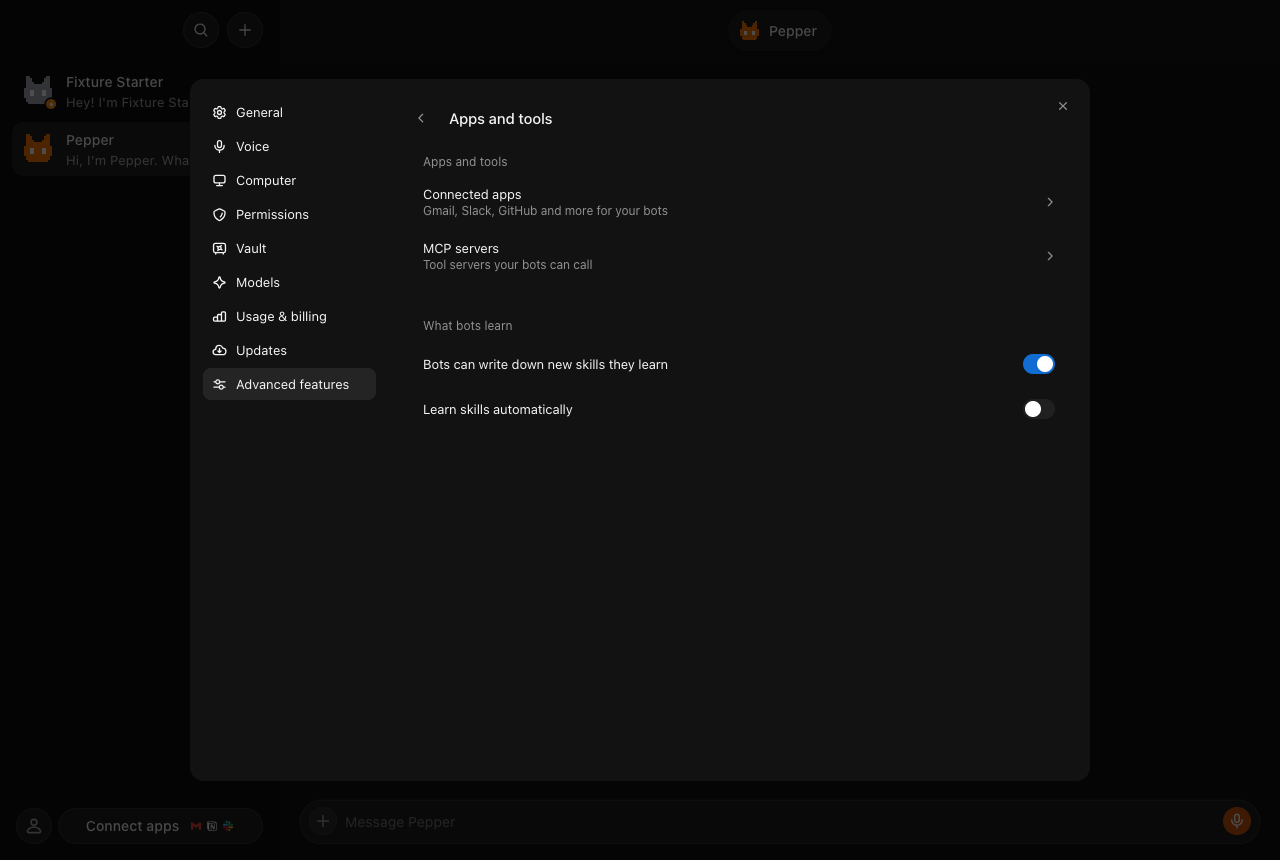 Pepper
Fixture Starter
Hey! I'm Fixture Sta
Pepper
Hi, I'm Pepper. Wha
General
Voice
Computer
Permissions
Vault
Models
Usage & billing
Updates
Advanced features
Apps and tools
Apps and tools
Connected apps
Gmail, Slack, GitHub and more for your bots
MCP servers
Tool servers your bots can call
What bots learn
Bots can write down new skills they learn
Learn skills automatically
Connect apps
Message Pepper